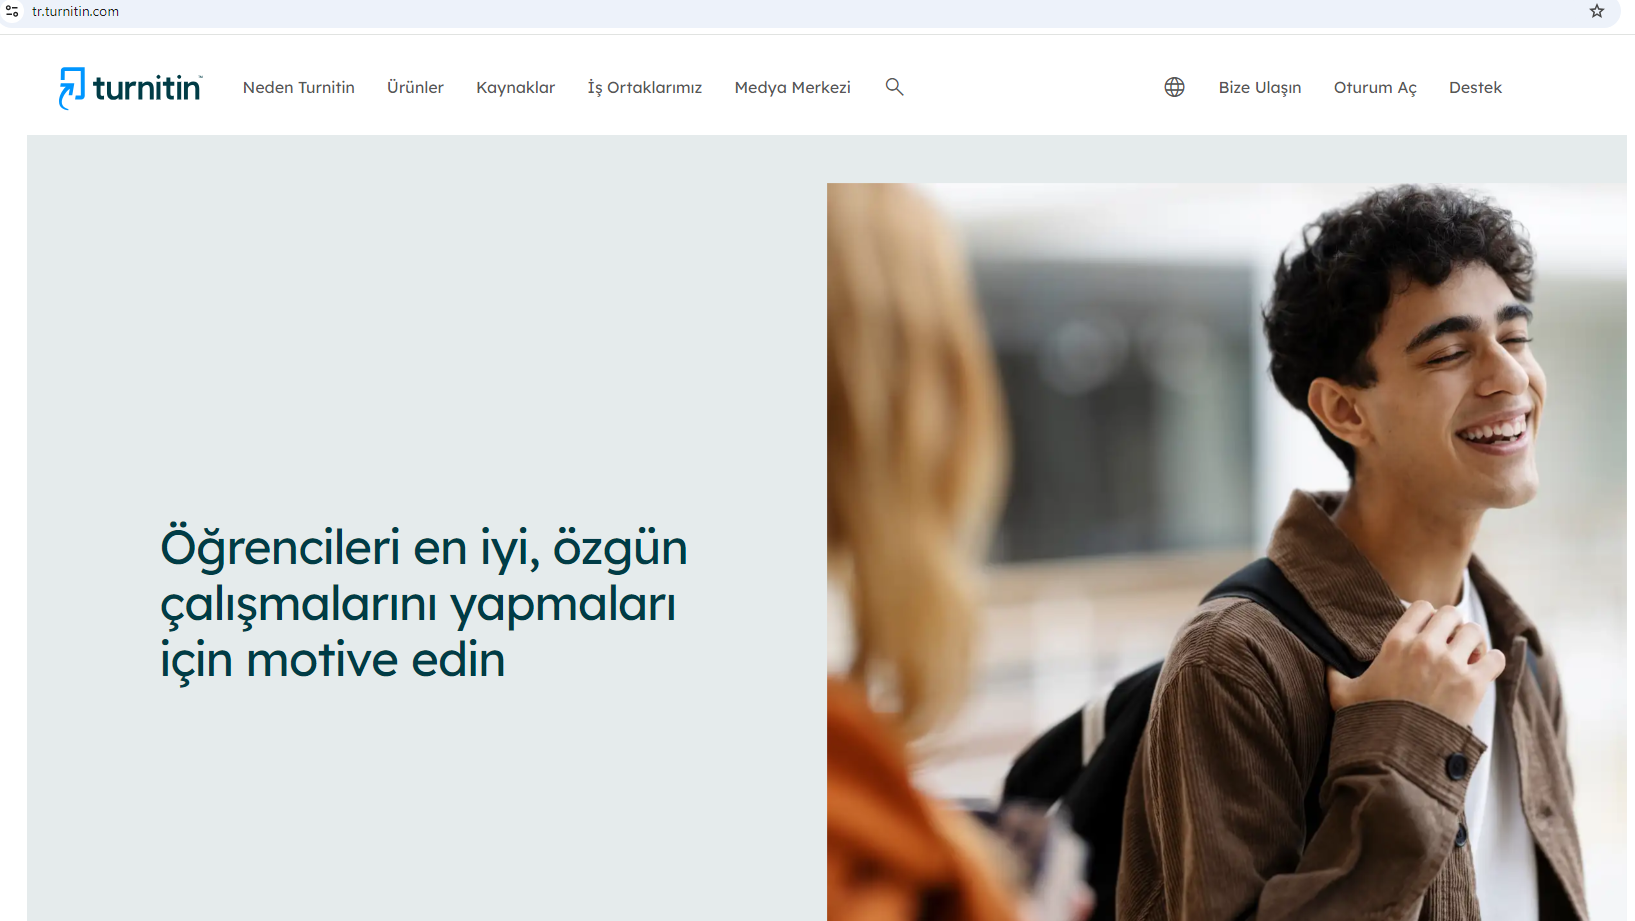 tr.turnitin.com
turnitin™
Neden Turnitin
Ürünler
Kaynaklar
İş Ortaklarımız
Medya Merkezi
Bize Ulaşın
Oturum Aç
Destek
Öğrencileri en iyi, özgün
çalışmalarını yapmaları
için motive edin